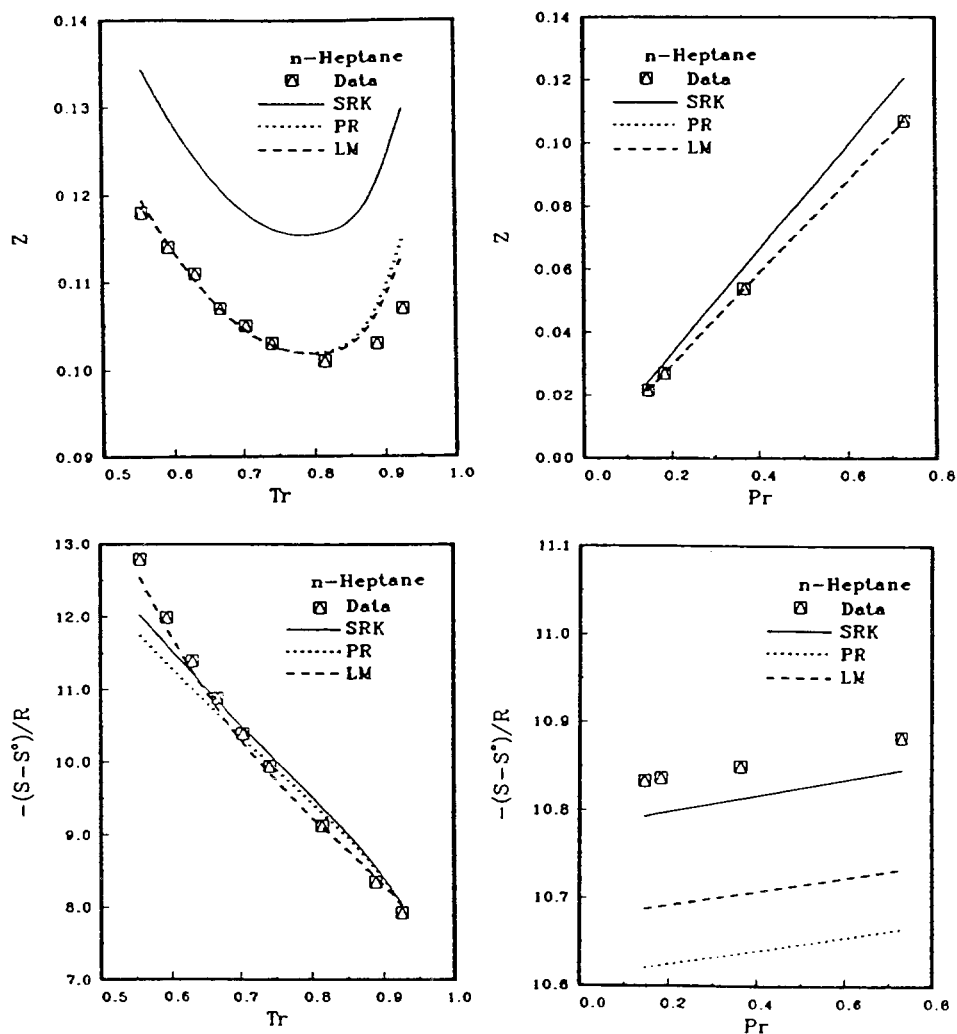 0.14
0.13
0.12
0.11
0.10
0.09
Z
n-Heptane
Data
SRK
PR
LM
0.5 0.6 0.7 0.8 0.9 1.0
Tr
0.14
0.12
0.10
0.08
0.06
0.04
0.02
0.00
Z
n-Heptane
Data
SRK
PR
LM
0.0 0.2 0.4 0.6 0.8
Pr
13.0
12.0
11.0
10.0
9.0
8.0
7.0
-(S-S°)/R
n-Heptane
Data
SRK
PR
LM
0.5 0.6 0.7 0.8 0.9 1.0
Tr
11.1
11.0
10.9
10.8
10.7
10.6
-(S-S°)/R
n-Heptane
Data
SRK
PR
LM
0.0 0.2 0.4 0.6 0.8
Pr